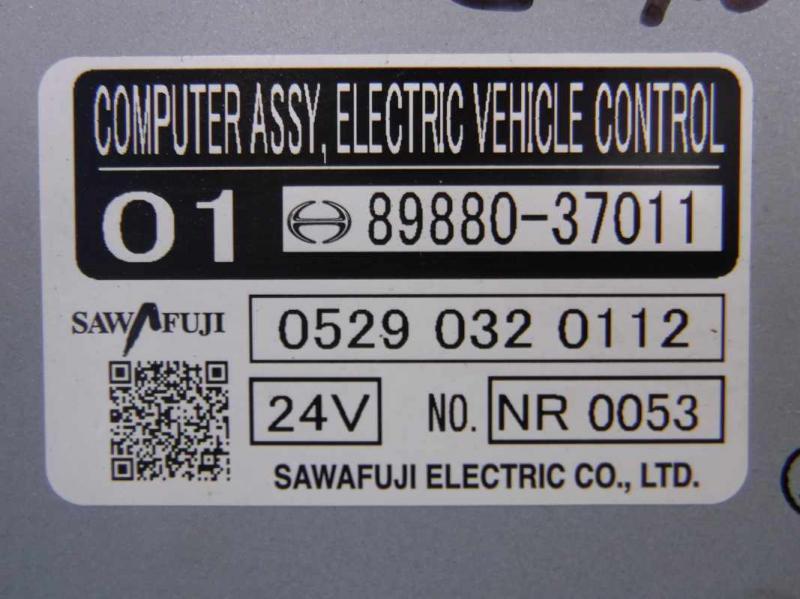 COMPUTER ASSY, ELECTRIC VEHICLE CONTROL
01 89880-37011
SAWAFUJI 0529 032 0112
24V NO. NR 0053
SAWAFUJI ELECTRIC CO., LTD.